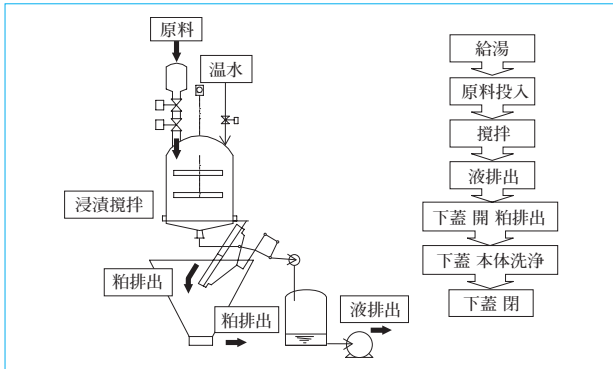 原料
温水
浸漬撹拌
粕排出
粕排出
液排出
給湯
原料投入
撹拌
液排出
下蓋 開 粕排出
下蓋 本体洗浄
下蓋 閉